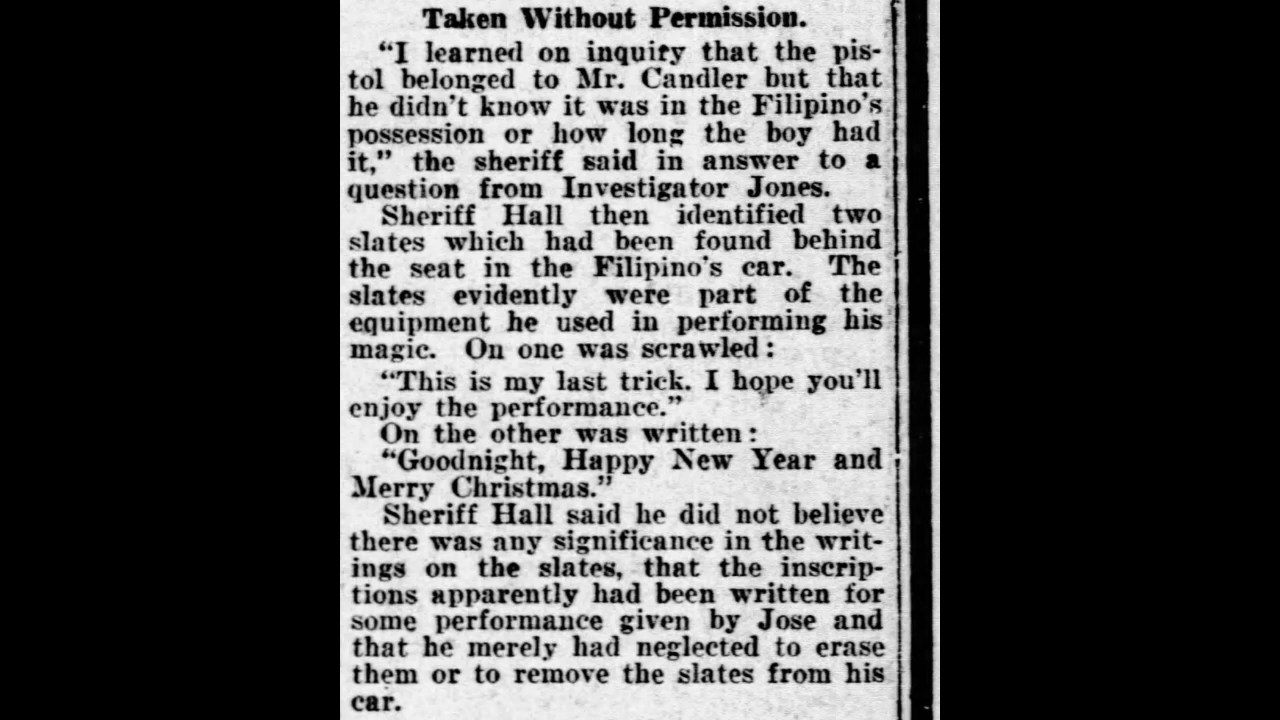 Taken Without Permission.
“I learned on inquiry that the pis-
tol belonged to Mr. Candler but that
he didn't know it was in the Filipino's
possession or how long the boy had
it,” the sheriff said in answer to a
question from Investigator Jones.
Sheriff Hall then identified two
slates which had been found behind
the seat in the Filipino's car. The
slates evidently were part of the
equipment he used in performing his
magic. On one was scrawled:
“This is my last trick. I hope you'll
enjoy the performance.”
On the other was written:
“Goodnight, Happy New Year and
Merry Christmas.”
Sheriff Hall said he did not believe
there was any significance in the writ-
ings on the slates, that the inscrip-
tions apparently had been written for
some performance given by Jose and
that he merely had neglected to erase
them or to remove the slates from his
car.